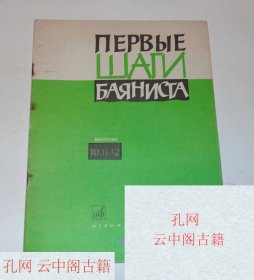 ПЕРВЫЕ
ШАГИ
БАЯНИСТА
ВЫПУСК
10.11.12
МУЗЫКА
孔网
云中阁古籍
孔网
云中阁古籍